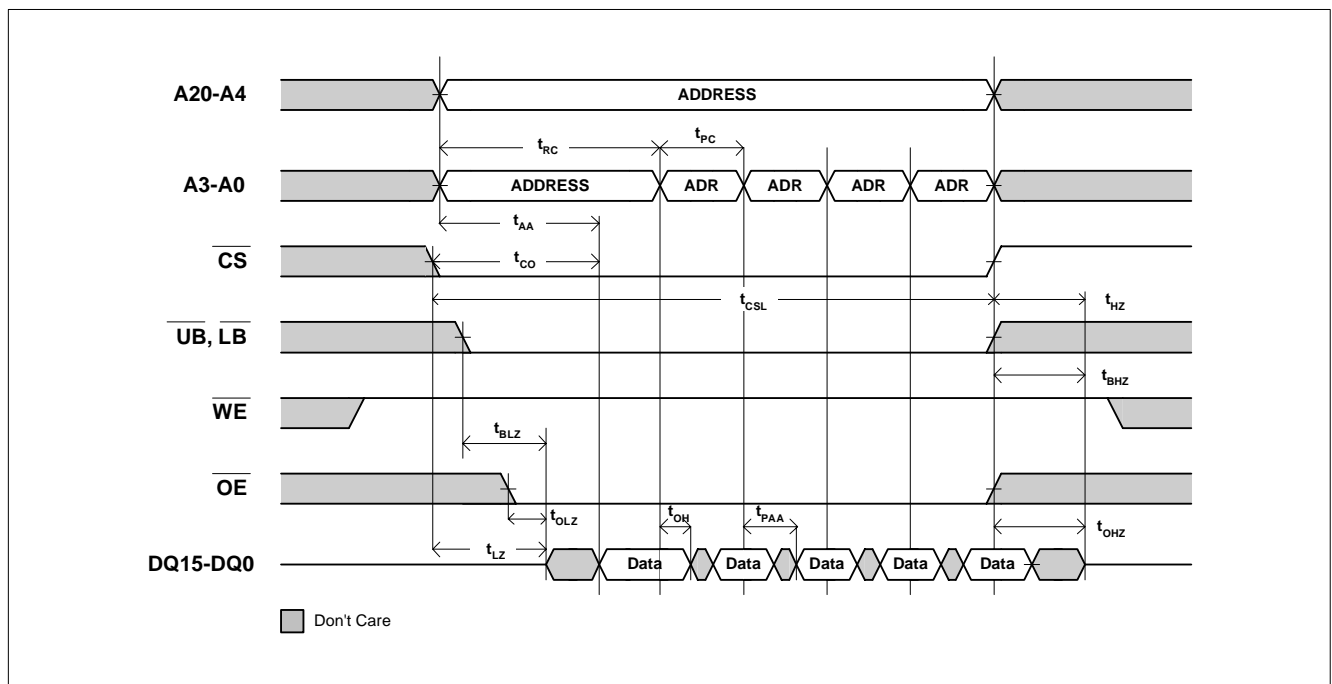 A20-A4
ADDRESS
tRC
tPC
A3-A0
ADDRESS
ADR
ADR
ADR
ADR
tAA
CS
tCO
tCSL
tHZ
UB, LB
tBHZ
WE
tBLZ
OE
tOLZ
tOH
tPAA
tOHZ
tLZ
DQ15-DQ0
Data
Data
Data
Data
Data
Don't Care